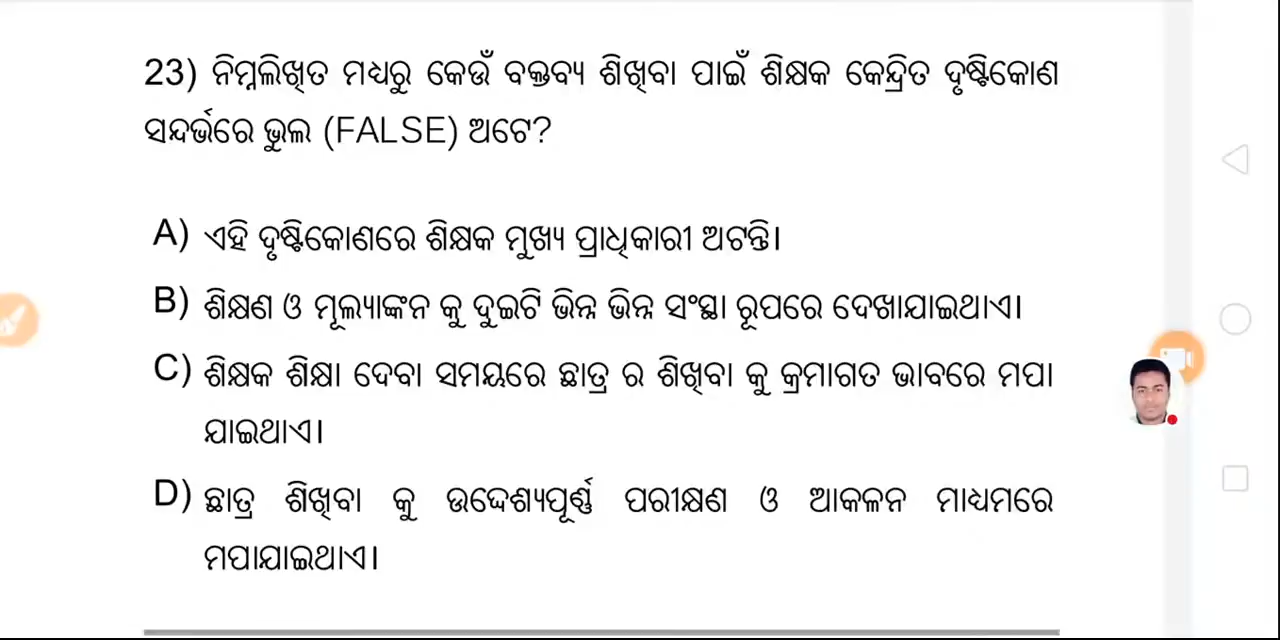 23) ନିମ୍ନଲିଖିତ ମଧ୍ୟରୁ କେଉଁ ବକ୍ତବ୍ୟ ଶିଖିବା ପାଇଁ ଶିକ୍ଷକ କେନ୍ଦ୍ରିତ ଦୃଷ୍ଟିକୋଣ
ସନ୍ଦର୍ଭରେ ଭୁଲ (FALSE) ଅଟେ?
A) ଏହି ଦୃଷ୍ଟିକୋଣରେ ଶିକ୍ଷକ ମୁଖ୍ୟ ପ୍ରାଧିକାରୀ ଅଟନ୍ତି।
B) ଶିକ୍ଷଣ ଓ ମୂଲ୍ୟାଙ୍କନ କୁ ଦୁଇଟି ଭିନ୍ନ ଭିନ୍ନ ସଂସ୍ଥା ରୂପରେ ଦେଖାଯାଇଥାଏ।
C) ଶିକ୍ଷକ ଶିକ୍ଷା ଦେବା ସମୟରେ ଛାତ୍ର ର ଶିଖିବା କୁ କ୍ରମାଗତ ଭାବରେ ମପା
ଯାଇଥାଏ।
D) ଛାତ୍ର ଶିଖିବା କୁ ଉଦ୍ଦେଶ୍ୟପୂର୍ଣ୍ଣ ପରୀକ୍ଷଣ ଓ ଆକଳନ ମାଧ୍ୟମରେ
ମପାଯାଇଥାଏ।